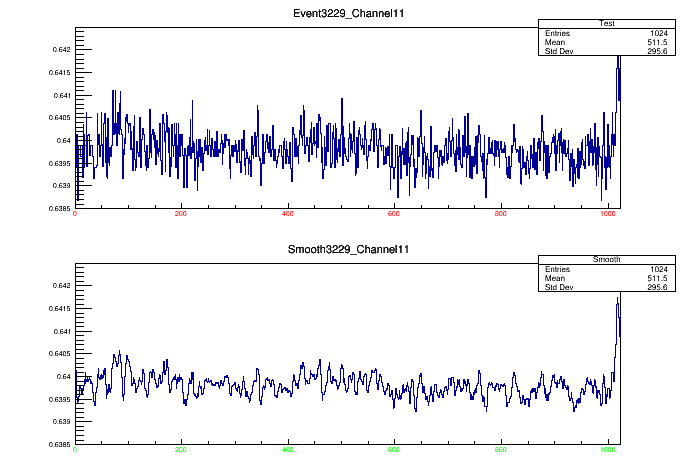 Event3229_Channel11
Test
Entries 1024
Mean 511.5
Std Dev 295.6
0.642
0.6415
0.641
0.6405
0.64
0.6395
0.639
0.6385
0 200 400 600 800 1000
Smooth3229_Channel11
Smooth
Entries 1024
Mean 511.5
Std Dev 295.6
0.642
0.6415
0.641
0.6405
0.64
0.6395
0.639
0.6385
0 200 400 600 800 1000